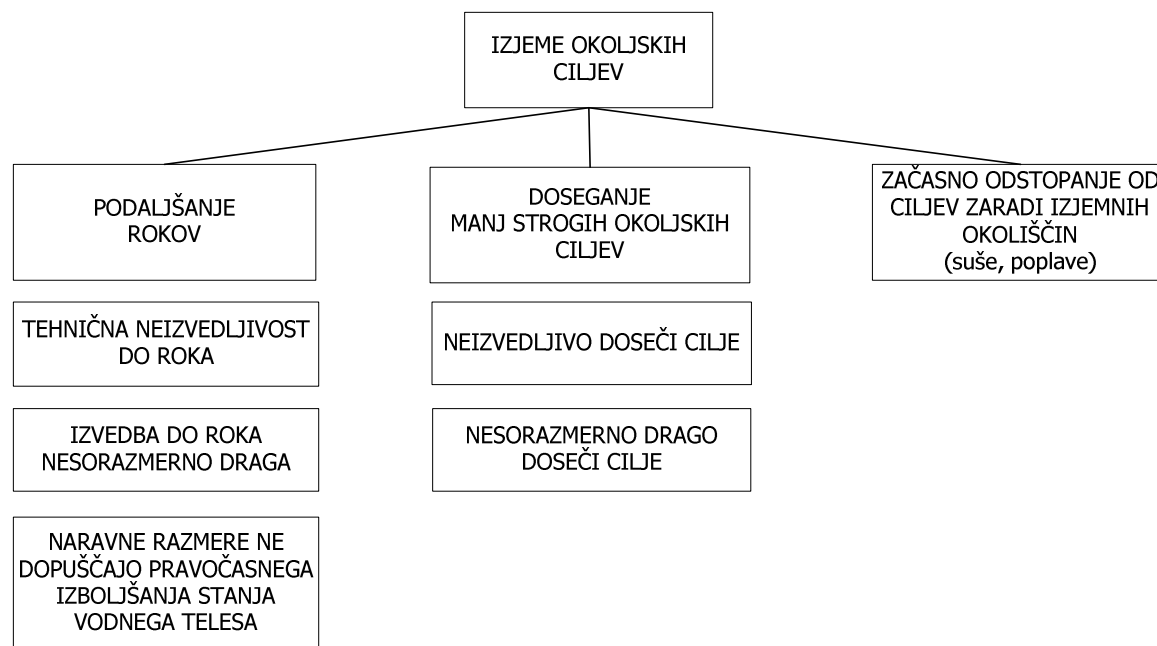 IZJEME OKOLJSKIH
CILJEV
PODALJŠANJE
ROKOV
DOSEGANJE
MANJ STROGIH OKOLJSKIH
CILJEV
ZAČASNO ODSTOPANJE OD
CILJEV ZARADI IZJEMNIH
OKOLIŠČIN
(suše, poplave)
TEHNIČNA NEIZVEDLJIVOST
DO ROKA
NEIZVEDLJIVO DOSEČI CILJE
IZVEDBA DO ROKA
NESORAZMERNO DRAGA
NESORAZMERNO DRAGO
DOSEČI CILJE
NARAVNE RAZMERE NE
DOPUŠČAJO PRAVOČASNEGA
IZBOLJŠANJA STANJA
VODNEGA TELESA